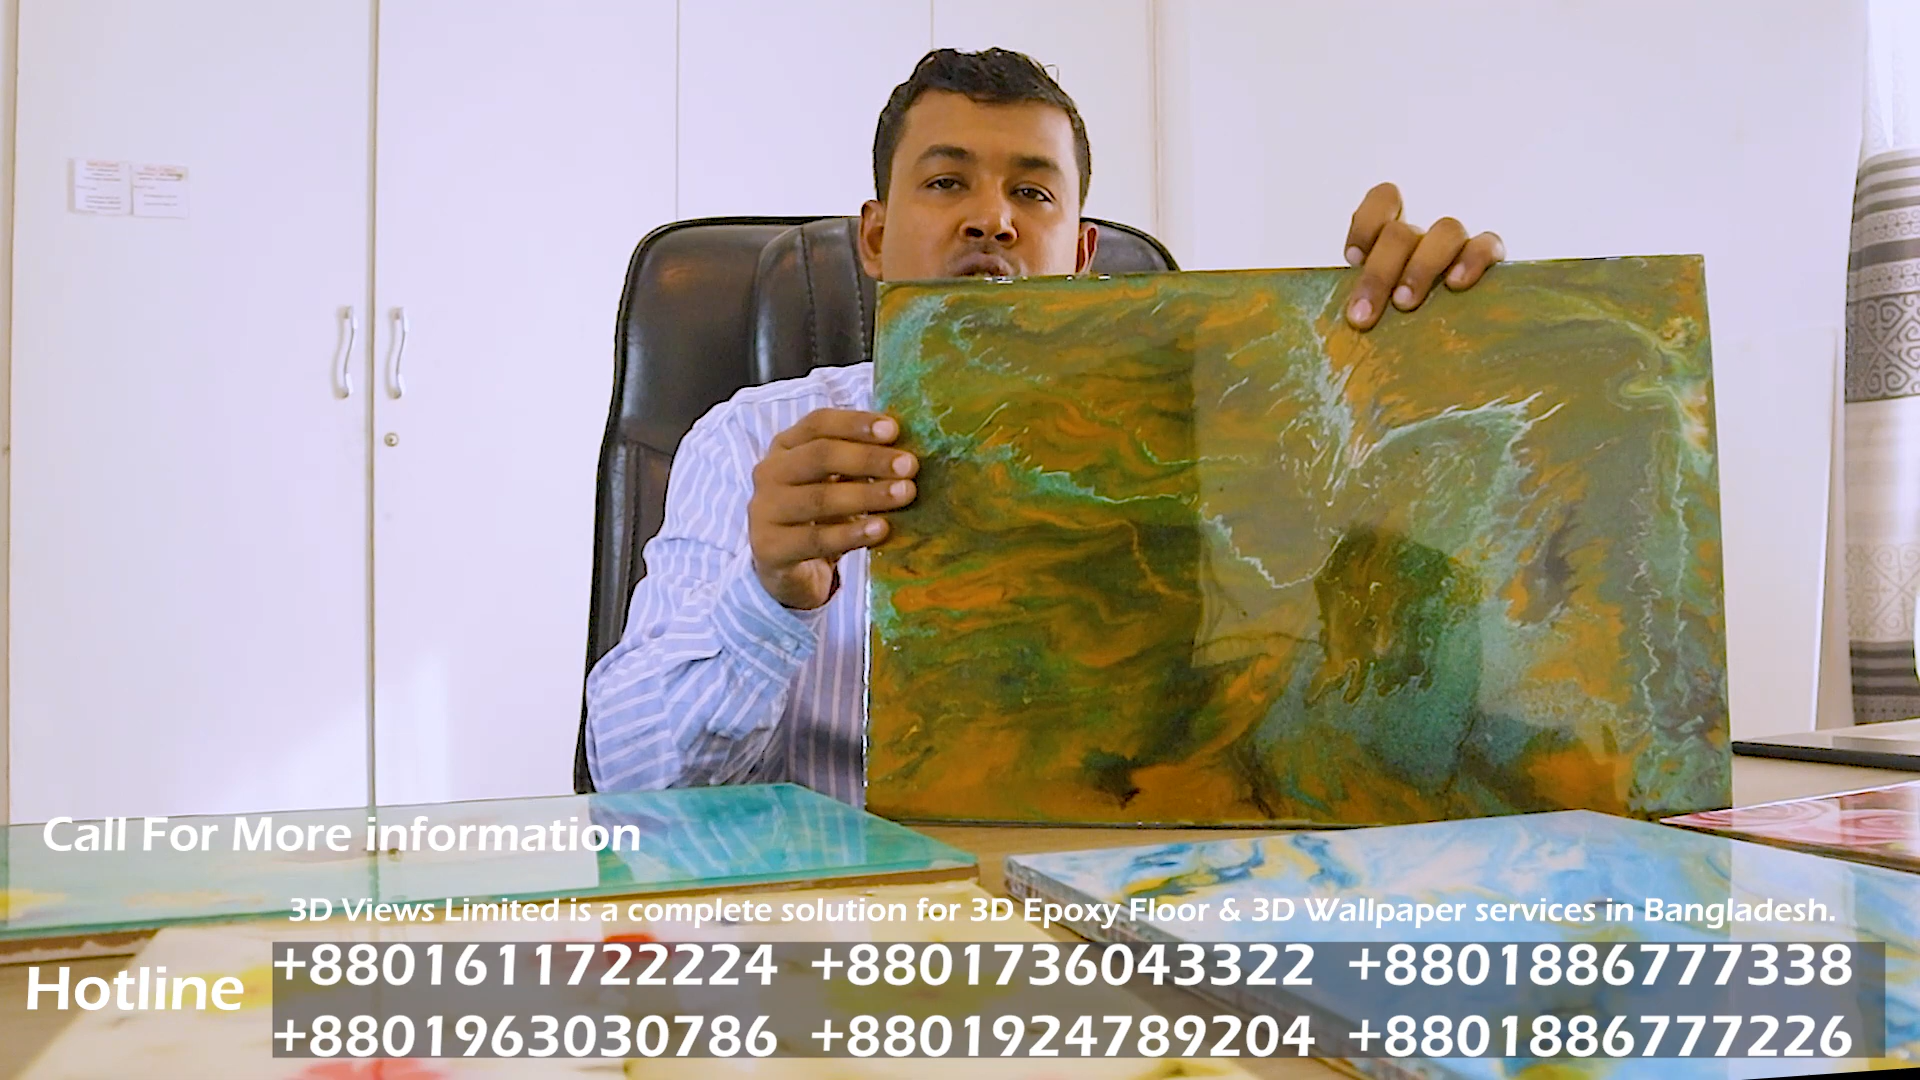 Call For More information
3D Views Limited is a complete solution for 3D Epoxy Floor & 3D Wallpaper services in Bangladesh.
Hotline
+8801611722224 +8801736043322 +8801886777338
+8801963030786 +8801924789204 +8801886777226